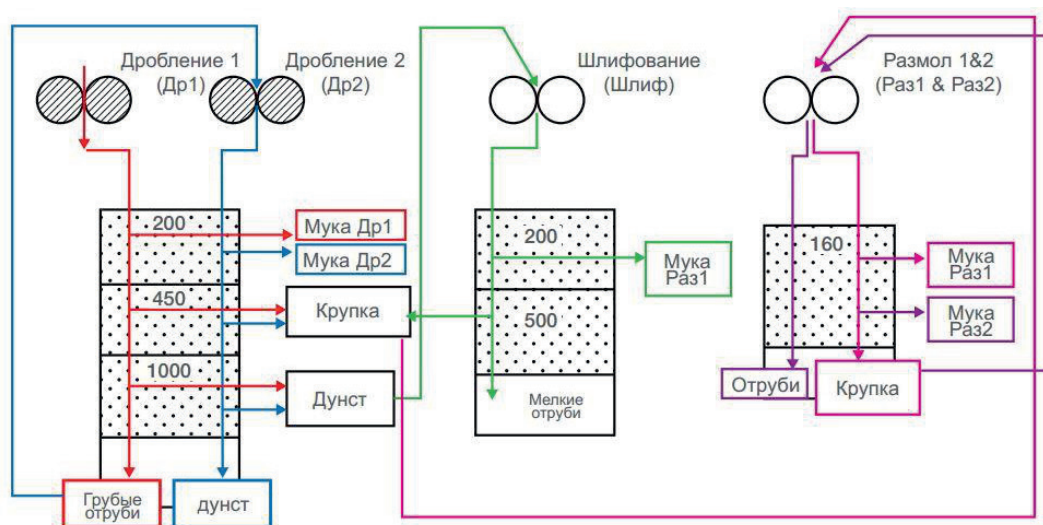 Дробление 1
(Др1)
Дробление 2
(Др2)
Шлифование
(Шлиф)
Размол 1&2
(Раз1 & Раз2)
200
Мука Др1
Мука Др2
450
Крупка
1000
Дунст
Грубые
отруби
дунст
200
Мука
Раз1
500
Мелкие
отруби
160
Мука
Раз1
Мука
Раз2
Отруби
Крупка